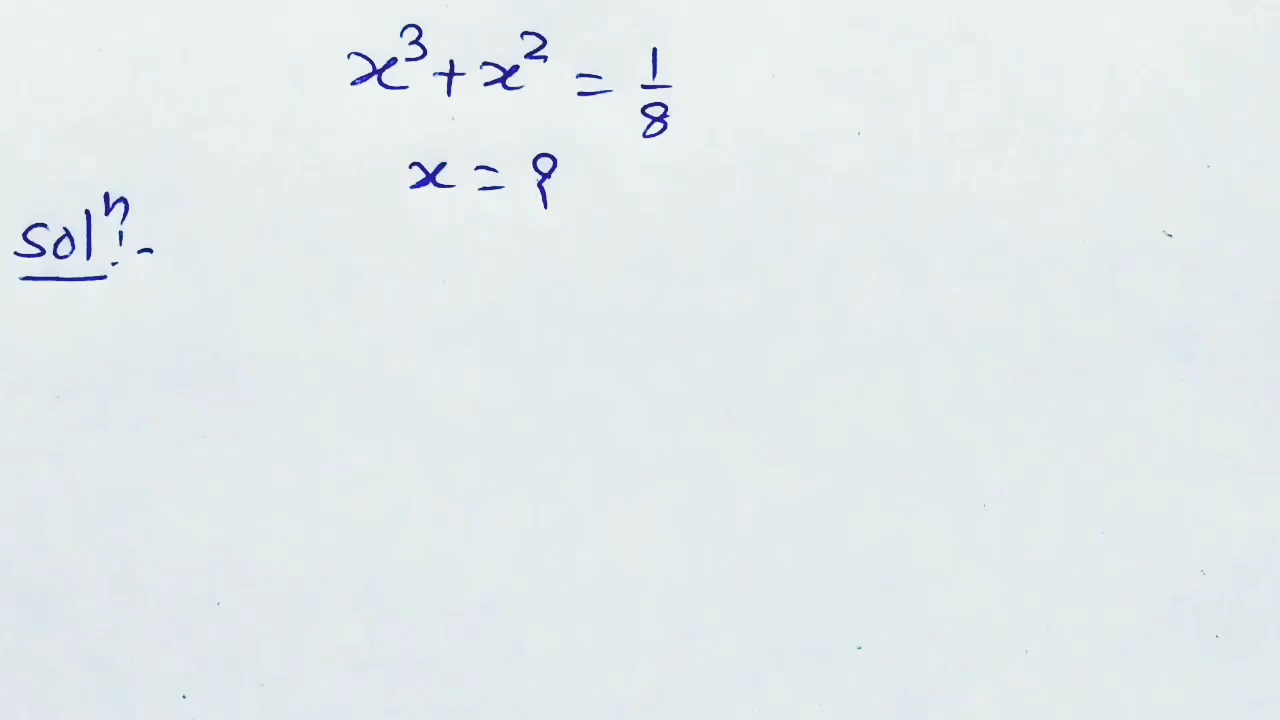 x³ + x² = 1/8
x = ?
Solⁿ:-